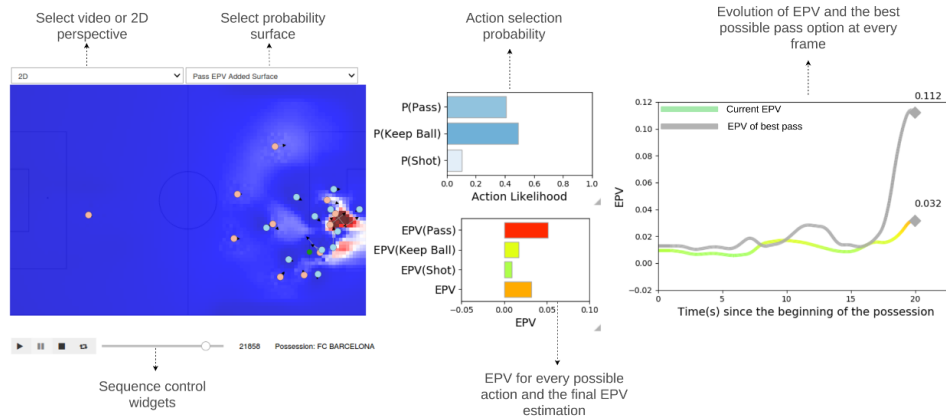 Select video or 2D
perspective
Select probability
surface
Action selection
probability
Evolution of EPV and the best
possible pass option at every
frame
2D
Pass EPV Added Surface
P(Pass)
P(Keep Ball)
P(Shot)
0.0 0.2 0.4 0.6 0.8 1.0
Action Likelihood
EPV(Pass)
EPV(Keep Ball)
EPV(Shot)
EPV
−0.05 0.00 0.05 0.10
EPV
0.112
0.12
Current EPV
0.10
EPV of best pass
0.08
0.06
EPV
0.04
0.032
0.02
0.00
−0.02
0 5 10 15 20
Time(s) since the beginning of the possession
21858 Possession: FC BARCELONA
Sequence control
widgets
EPV for every possible
action and the final EPV
estimation